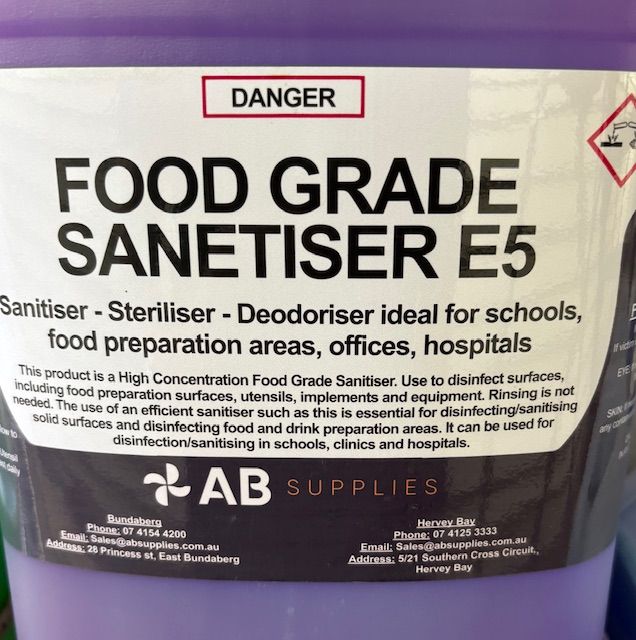 DANGER
FOOD GRADE
SANETISER E5
Sanitiser - Steriliser - Deodoriser ideal for schools,
food preparation areas, offices, hospitals
This product is a High Concentration Food Grade Sanitiser. Use to disinfect surfaces,
including food preparation surfaces, utensils, implements and equipment. Rinsing is not
needed. The use of an efficient sanitiser such as this is essential for disinfecting/sanitising
solid surfaces and disinfecting food and drink preparation areas. It can be used for
disinfection/sanitising in schools, clinics and hospitals.
AB SUPPLIES
Bundaberg
Phone: 07 4154 4200
Email: Sales@absupplies.com.au
Address: 28 Princess st, East Bundaberg
Hervey Bay
Phone: 07 4125 3333
Email: Sales@absupplies.com.au
Address: 5/21 Southern Cross Circuit,,
Hervey Bay
If
SKIN:
any
to
daily